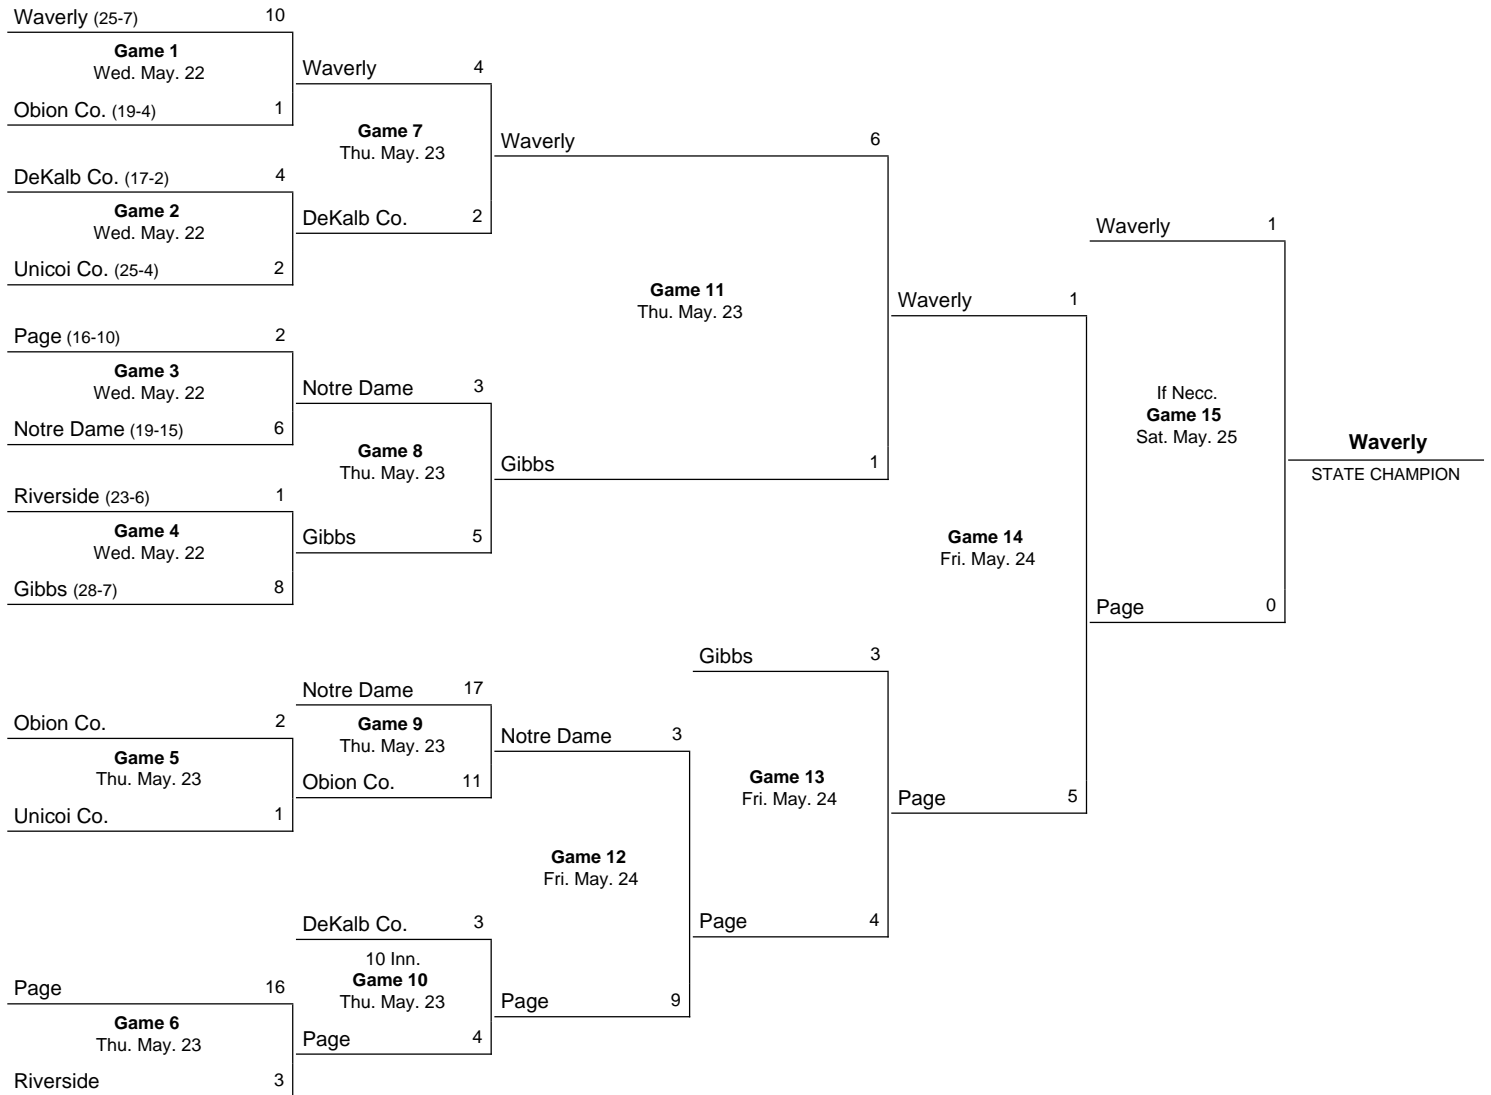 Waverly (25-7) 10
Game 1
Wed. May. 22
Obion Co. (19-4) 1
DeKalb Co. (17-2) 4
Game 2
Wed. May. 22
Unicoi Co. (25-4) 2
Page (16-10) 2
Game 3
Wed. May. 22
Notre Dame (19-15) 6
Riverside (23-6) 1
Game 4
Wed. May. 22
Gibbs (28-7) 8
Obion Co. 2
Game 5
Thu. May. 23
Unicoi Co. 1
Page 16
Game 6
Thu. May. 23
Riverside 3
Waverly 4
Game 7
Thu. May. 23
DeKalb Co. 2
Notre Dame 3
Game 8
Thu. May. 23
Gibbs 5
Notre Dame 17
Game 9
Thu. May. 23
Obion Co. 11
DeKalb Co. 3
10 Inn.
Game 10
Thu. May. 23
Page 4
Waverly 6
Game 11
Thu. May. 23
Gibbs 1
Notre Dame 3
Game 12
Fri. May. 24
Page 9
Gibbs 3
Game 13
Fri. May. 24
Page 4
Waverly 1
Game 14
Fri. May. 24
Page 5
Waverly 1
If Necc.
Game 15
Sat. May. 25
Page 0
Waverly
STATE CHAMPION